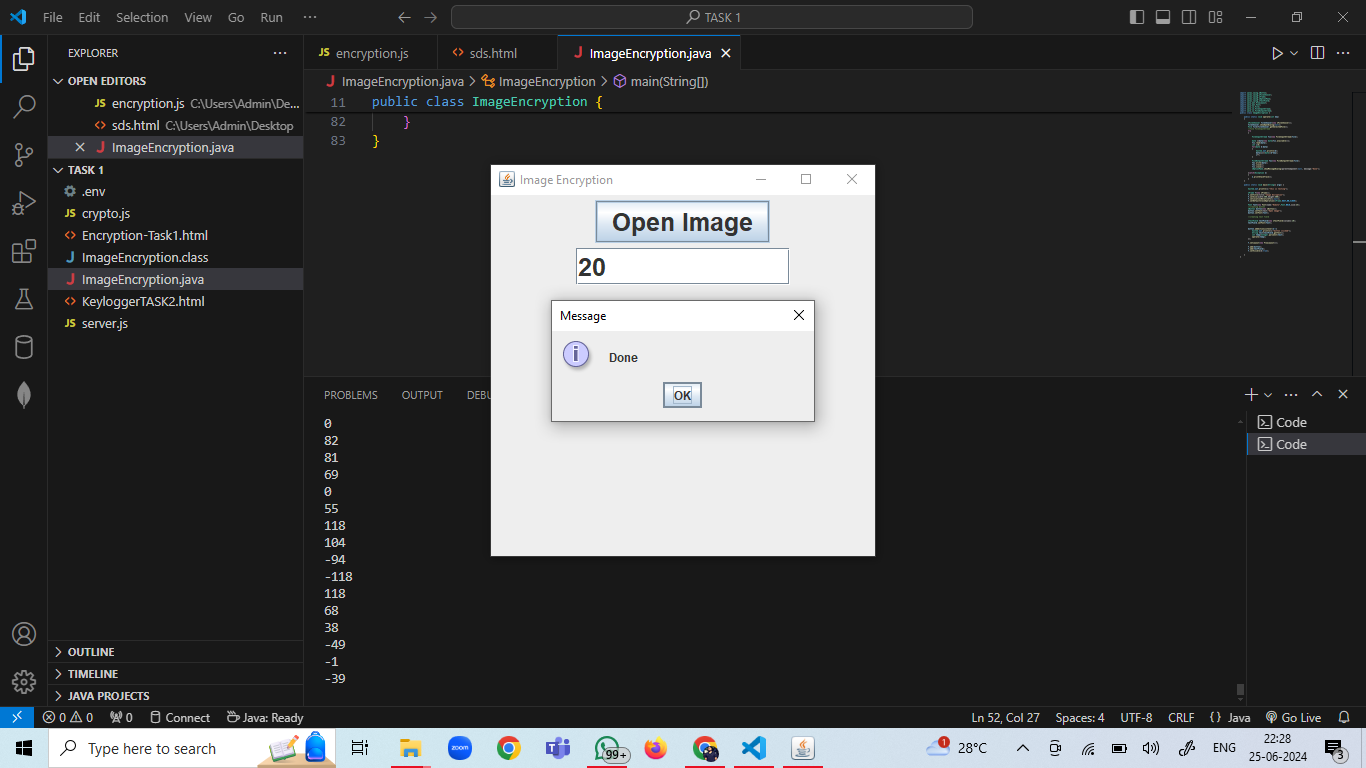 File Edit Selection View Go Run ··· TASK 1
EXPLORER ···
OPEN EDITORS
encryption.js C:\Users\Admin\De...
sds.html C:\Users\Admin\Desktop
ImageEncryption.java
TASK 1
.env
JS crypto.js
Encryption-Task1.html
ImageEncryption.class
ImageEncryption.java
KeyloggerTASK2.html
JS server.js
OUTLINE
TIMELINE
JAVA PROJECTS
JS encryption.js sds.html ImageEncryption.java
ImageEncryption.java > ImageEncryption > main(String[])
11 public class ImageEncryption {
82 }
83 }
Image Encryption
Open Image
20
Message
Done
OK
PROBLEMS OUTPUT DEBU
0
82
81
69
0
55
118
104
-94
-118
118
68
38
-49
-1
-39
Code
Code
0 0 0 Connect Java: Ready Ln 52, Col 27 Spaces: 4 UTF-8 CRLF {} Java Go Live
Type here to search zoom 99+ 1 28°C ENG 22:28
25-06-2024 3